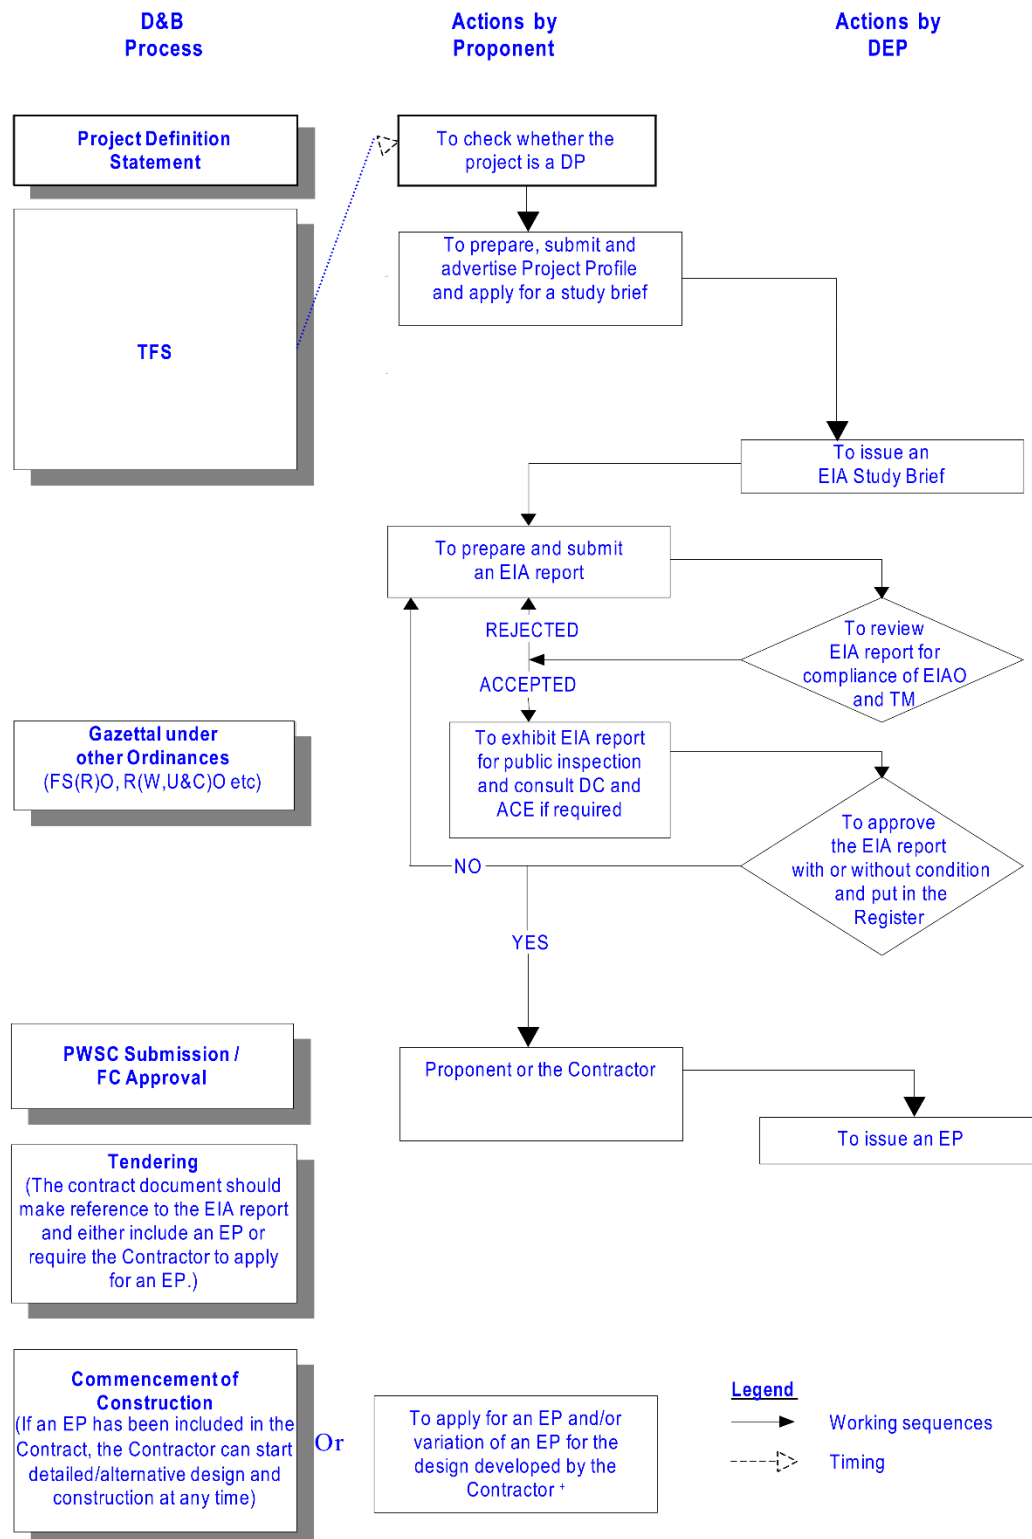 D&B
Process
Actions by
Proponent
Actions by
DEP
Project Definition
Statement
To check whether the
project is a DP
To prepare, submit and
advertise Project Profile
and apply for a study brief
TFS
To issue an
EIA Study Brief
To prepare and submit
an EIA report
REJECTED
To review
EIA report for
compliance of EIAO
and TM
ACCEPTED
Gazettal under
other Ordinances
(FS(R)O, R(W,U&C)O etc)
To exhibit EIA report
for public inspection
and consult DC and
ACE if required
To approve
the EIA report
with or without condition
and put in the
Register
NO
YES
PWSC Submission /
FC Approval
Proponent or the Contractor
To issue an EP
Tendering
(The contract document should
make reference to the EIA report
and either include an EP or
require the Contractor to apply
for an EP.)
Commencement of
Construction
(If an EP has been included in the
Contract, the Contractor can start
detailed/alternative design and
construction at any time)
Or
To apply for an EP and/or
variation of an EP for the
design developed by the
Contractor +
Legend
Working sequences
Timing